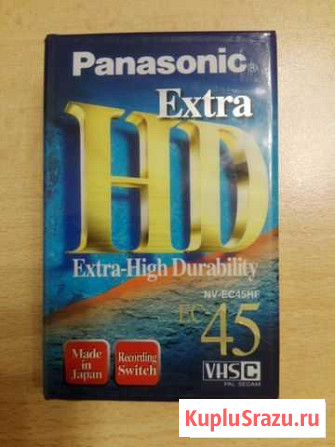 Panasonic®
Extra
HD
Extra-High Durability
NV-EC45HF
EC 45
Made
in
Japan
Recording
Switch
VHS C
PAL SECAM
KupluSrazu.ru